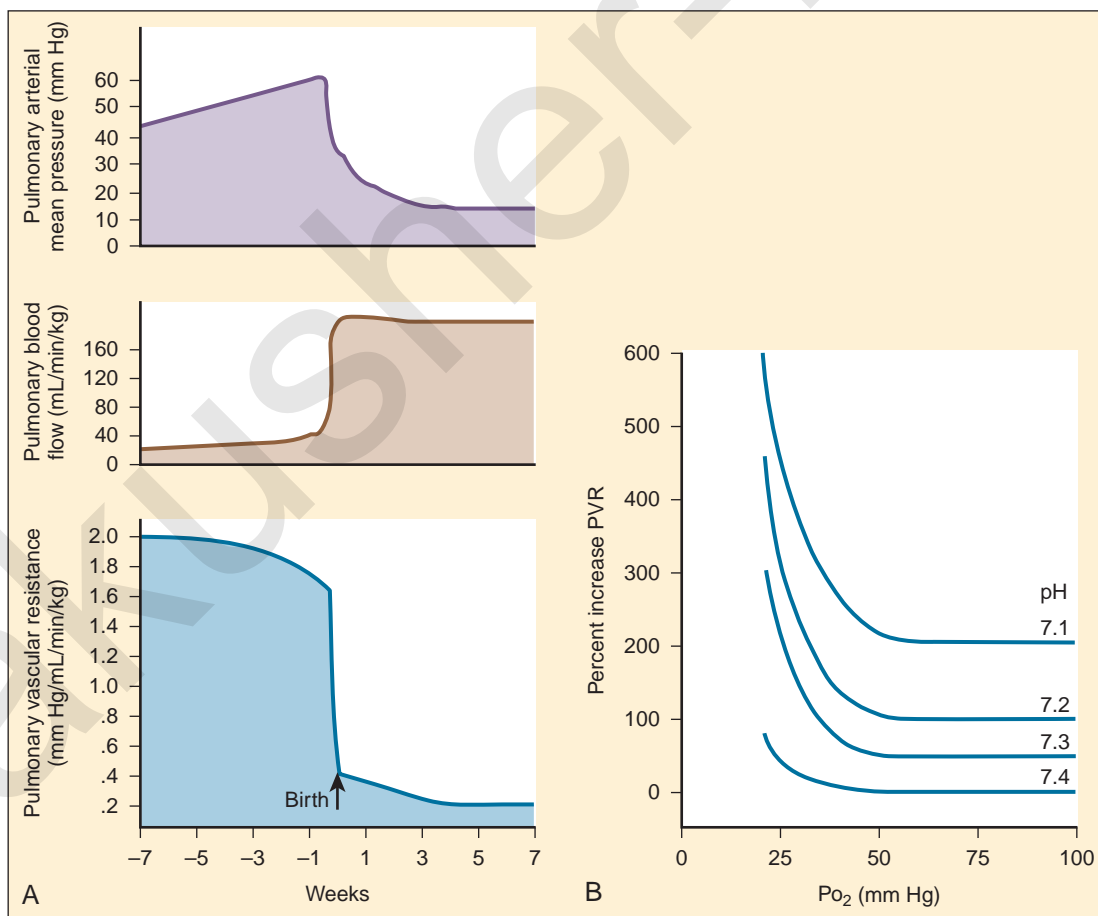 Pulmonary arterial
mean pressure (mm Hg)
60
50
40
30
20
10
0
Pulmonary blood
flow (mL/min/kg)
160
120
80
40
0
Pulmonary vascular resistance
(mm Hg/mL/min/kg)
2.0
1.8
1.6
1.4
1.2
1.0
.8
.6
.4
.2
Birth
–7 –5 –3 –1 1 3 5 7
Weeks
A
Percent increase PVR
600
500
400
300
200
100
0
pH
7.1
7.2
7.3
7.4
0 25 50 75 100
Po2 (mm Hg)
B